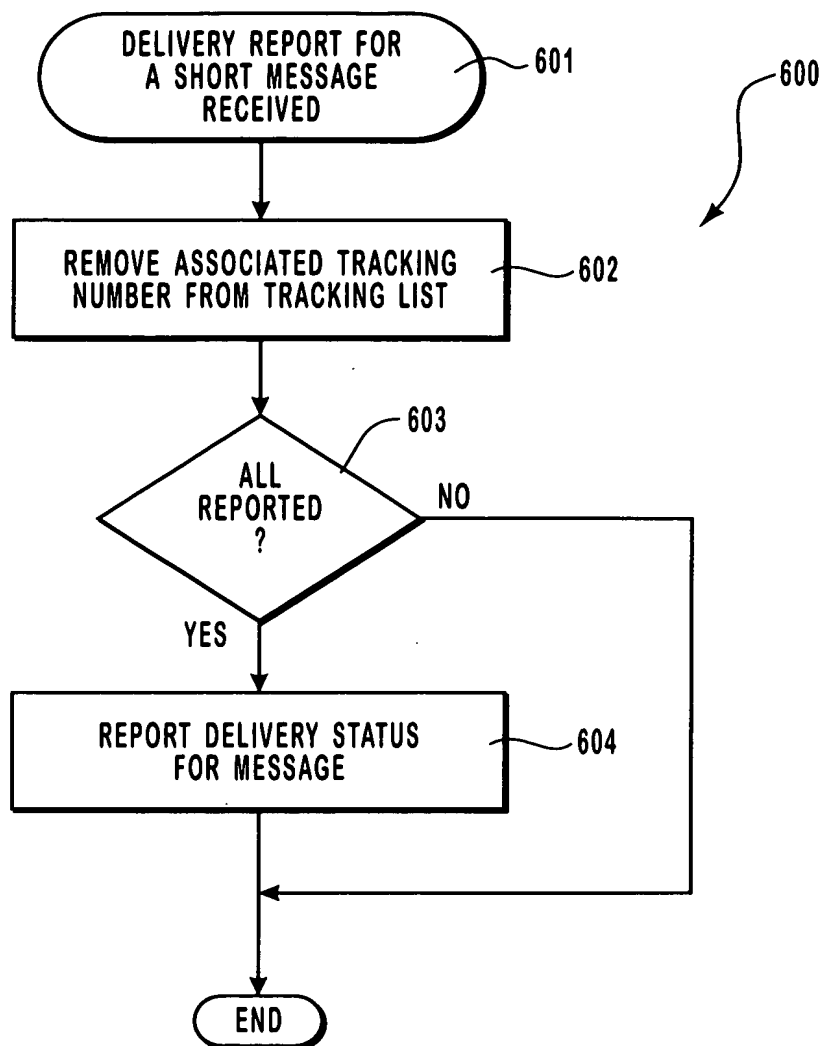 DELIVERY REPORT FOR
A SHORT MESSAGE
RECEIVED
601
600
REMOVE ASSOCIATED TRACKING
NUMBER FROM TRACKING LIST
602
603
ALL
REPORTED
?
NO
YES
REPORT DELIVERY STATUS
FOR MESSAGE
604
END